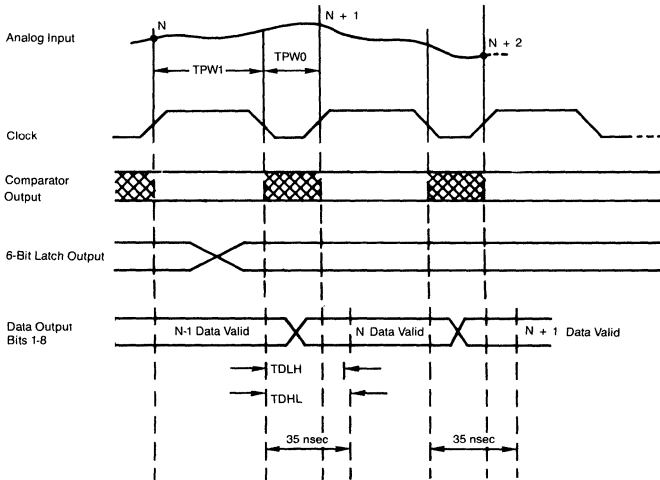 Analog Input
N
N + 1
N + 2
TPW1
TPW0
Clock
Comparator
Output
6-Bit Latch Output
Data Output
Bits 1-8
N-1 Data Valid
N Data Valid
N + 1 Data Valid
TDLH
TDHL
35 nsec
35 nsec